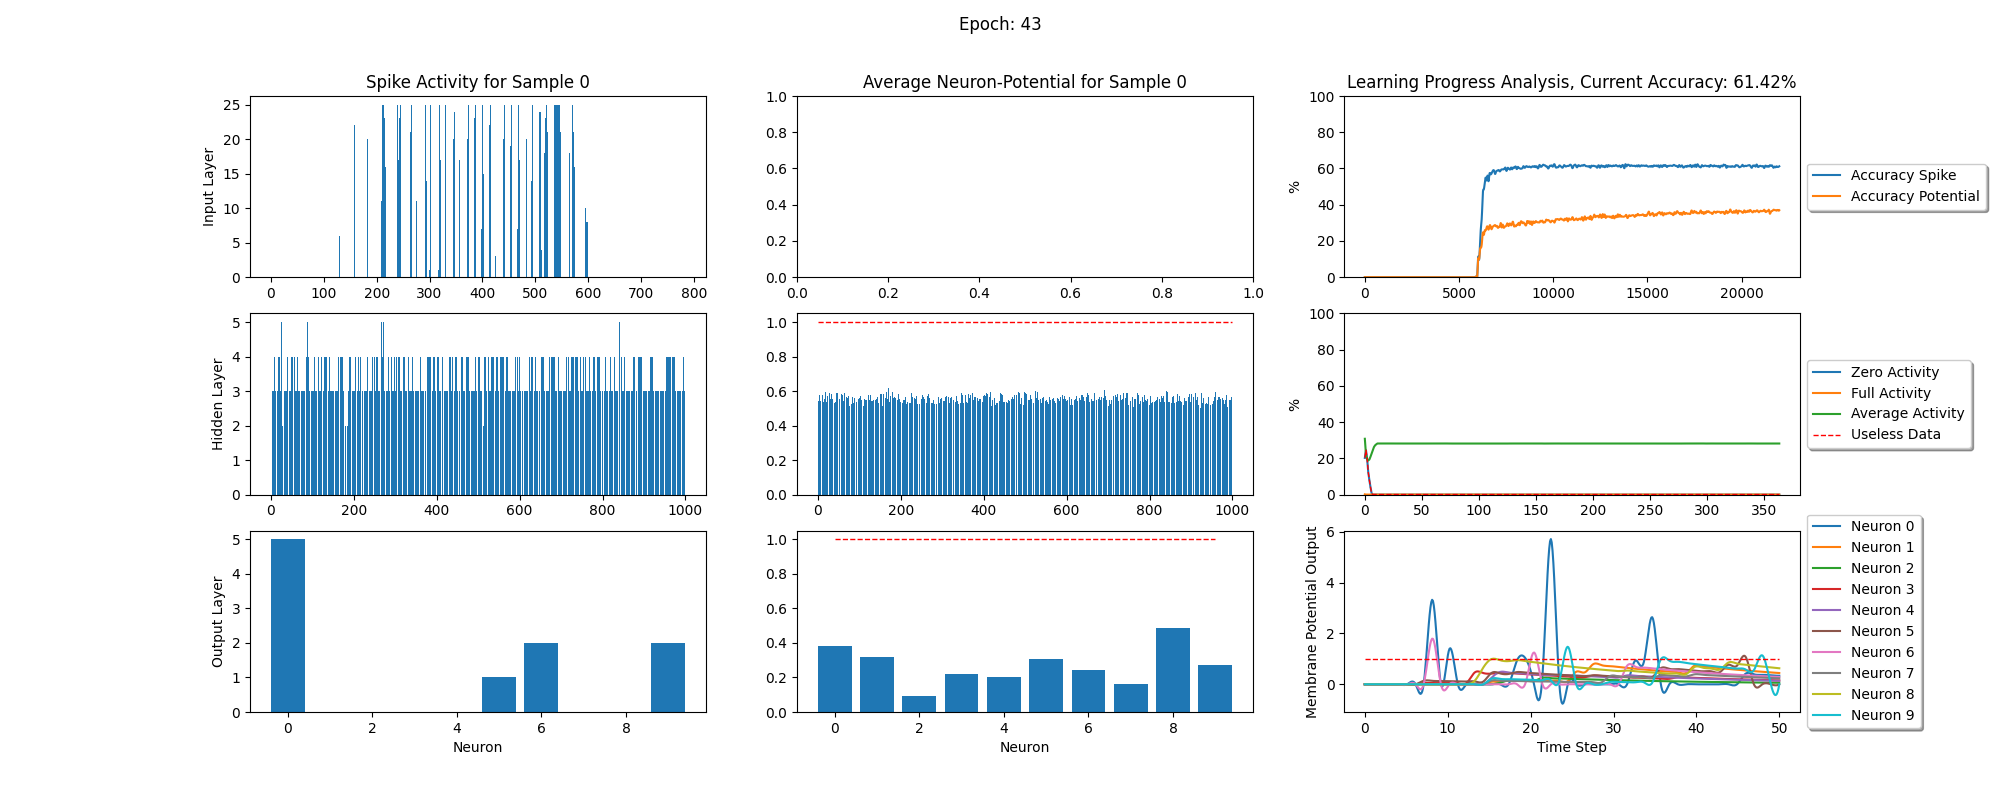 Epoch: 43
Spike Activity for Sample 0
Average Neuron-Potential for Sample 0
Learning Progress Analysis, Current Accuracy: 61.42%
Input Layer
25
20
15
10
5
0
0 100 200 300 400 500 600 700 800
1.0
0.8
0.6
0.4
0.2
0.0
0.0 0.2 0.4 0.6 0.8 1.0
%
100
80
60
40
20
0
0 5000 10000 15000 20000
Accuracy Spike
Accuracy Potential
Hidden Layer
5
4
3
2
1
0
0 200 400 600 800 1000
1.0
0.8
0.6
0.4
0.2
0.0
0 200 400 600 800 1000
%
100
80
60
40
20
0
0 50 100 150 200 250 300 350
Zero Activity
Full Activity
Average Activity
Useless Data
Output Layer
5
4
3
2
1
0
0 2 4 6 8
Neuron
1.0
0.8
0.6
0.4
0.2
0.0
0 2 4 6 8
Neuron
Membrane Potential Output
6
4
2
0
0 10 20 30 40 50
Time Step
Neuron 0
Neuron 1
Neuron 2
Neuron 3
Neuron 4
Neuron 5
Neuron 6
Neuron 7
Neuron 8
Neuron 9